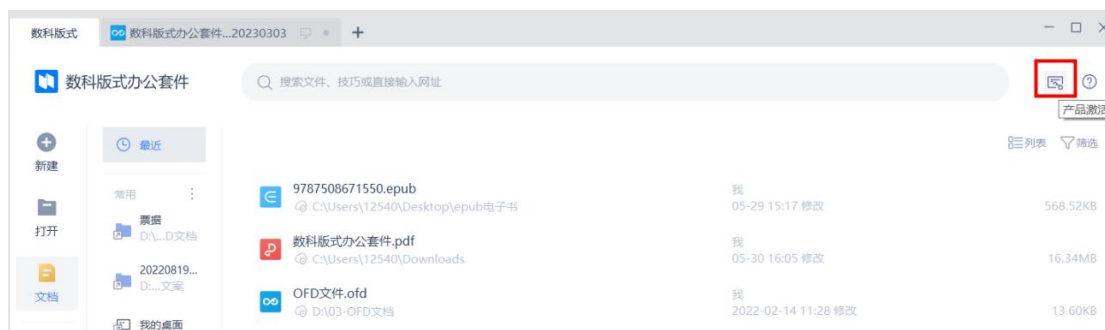 数科版式
数科版式办公套件...20230303
数科版式办公套件
搜索文件、技巧或直接输入网址
产品激活
新建
打开
文档
最近
常用
票据
D:\...D文档
20220819...
D:...文案
我的桌面
列表
筛选
9787508671550.epub
C:\Users\12540\Desktop\epub电子书
我
05-29 15:17 修改
568.52KB
数科版式办公套件.pdf
C:\Users\12540\Downloads
我
05-30 16:05 修改
16.34MB
OFD文件.ofd
D:\03-OFD文档
我
2022-02-14 11:28 修改
13.60KB